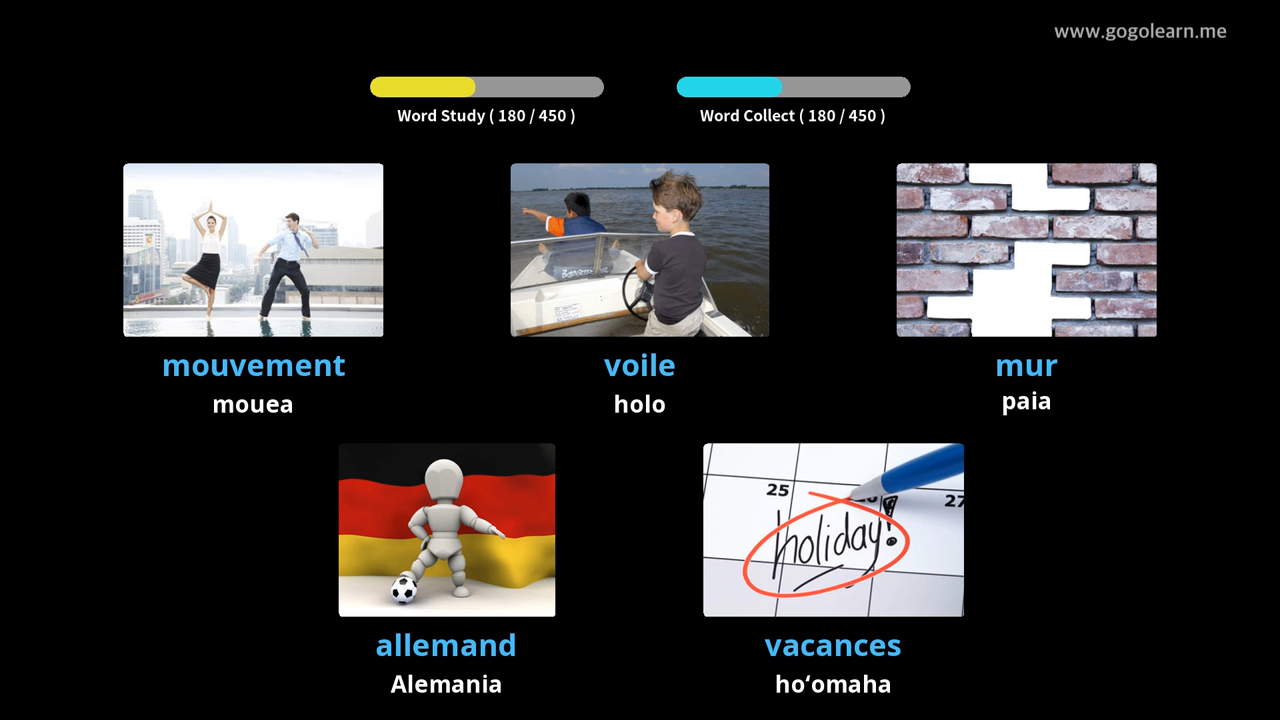 www.gogolearn.me
Word Study ( 180 / 450 )
Word Collect ( 180 / 450 )
mouvement
mouea
voile
holo
mur
paia
25
27
holiday!
allemand
Alemania
vacances
hoʻomaha